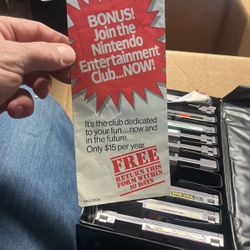 BONUS!
Join the
Nintendo
Entertainment
Club...NOW!
It's the club dedicated
to your fun...now and
in the future.
Only $15 per year
FREE
RETURN THIS
FORM WITHIN
10 DAYS